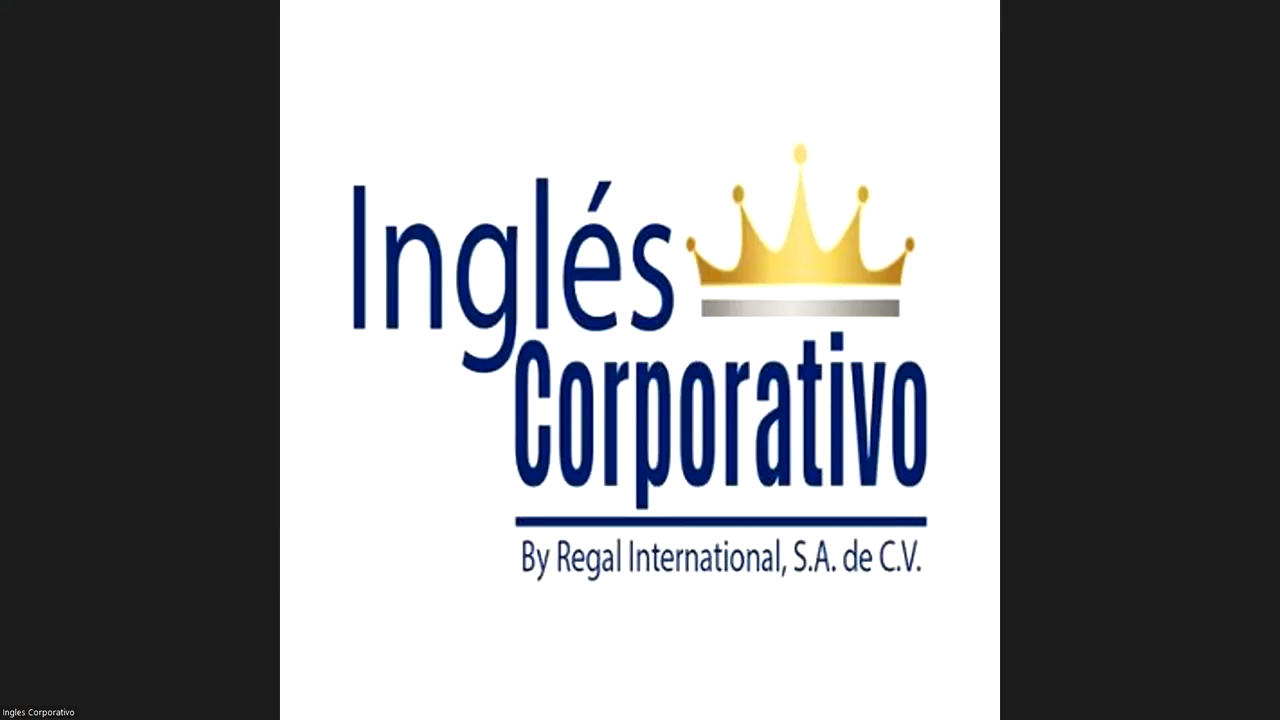 Inglés
Corporativo
By Regal International, S.A. de C.V.
Ingles Corporativo